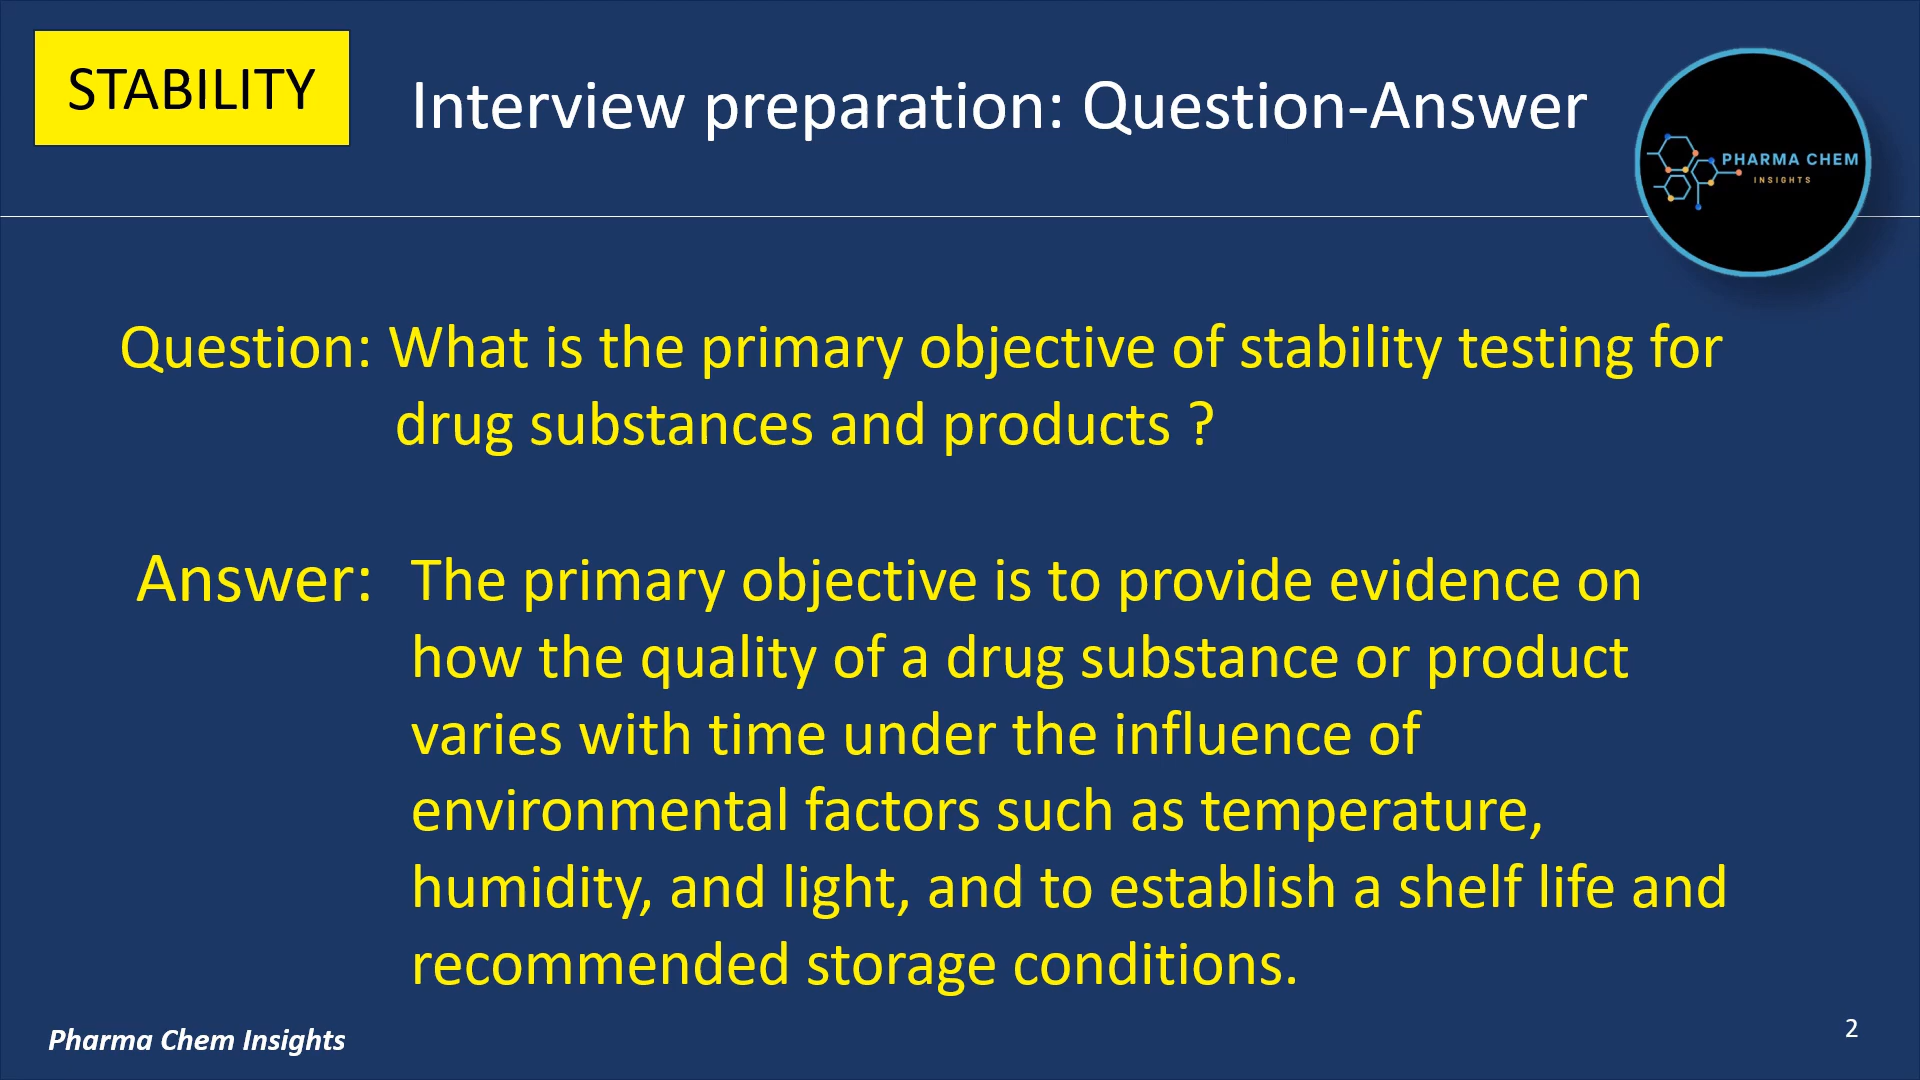 STABILITY
Interview preparation: Question-Answer
PHARMA CHEM
INSIGHTS
Question: What is the primary objective of stability testing for
drug substances and products ?
Answer: The primary objective is to provide evidence on
how the quality of a drug substance or product
varies with time under the influence of
environmental factors such as temperature,
humidity, and light, and to establish a shelf life and
recommended storage conditions.
Pharma Chem Insights
2